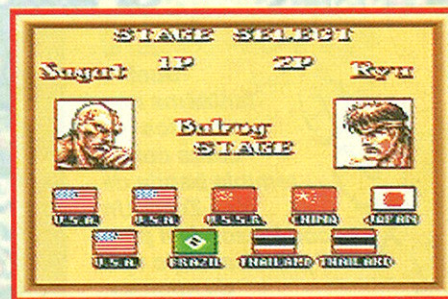 STAGE SELECT
Sagat 1P 2P Ryu
Balrog
STAGE
U.S.A. U.S.A. U.S.S.R. CHINA JAPAN
U.S.A. BRAZIL THAILAND THAILAND